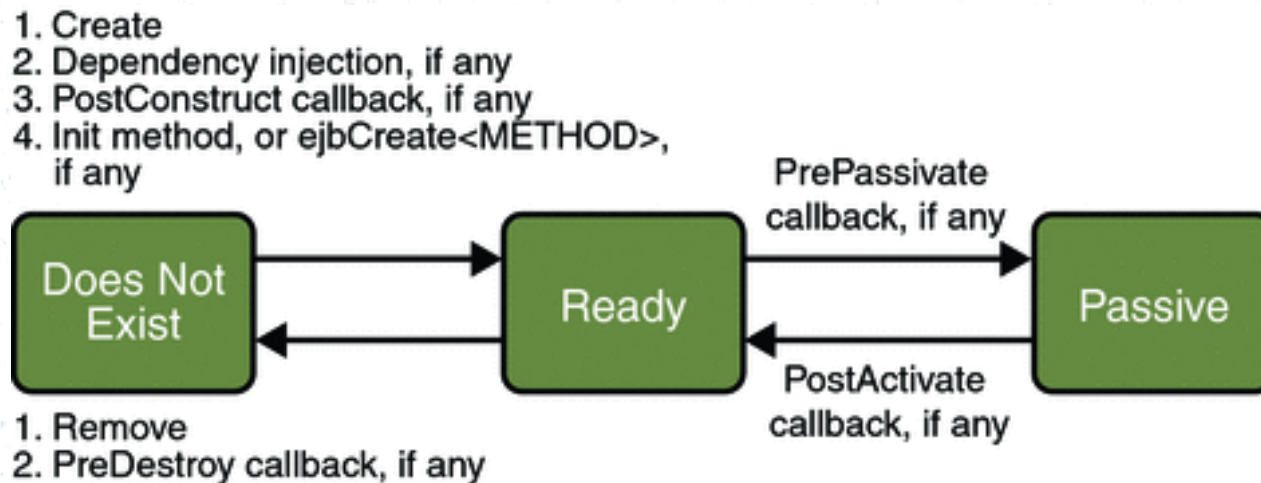 1. Create
2. Dependency injection, if any
3. PostConstruct callback, if any
4. Init method, or ejbCreate<METHOD>,
if any
PrePassivate
callback, if any
Does Not
Exist
Ready
Passive
PostActivate
callback, if any
1. Remove
2. PreDestroy callback, if any